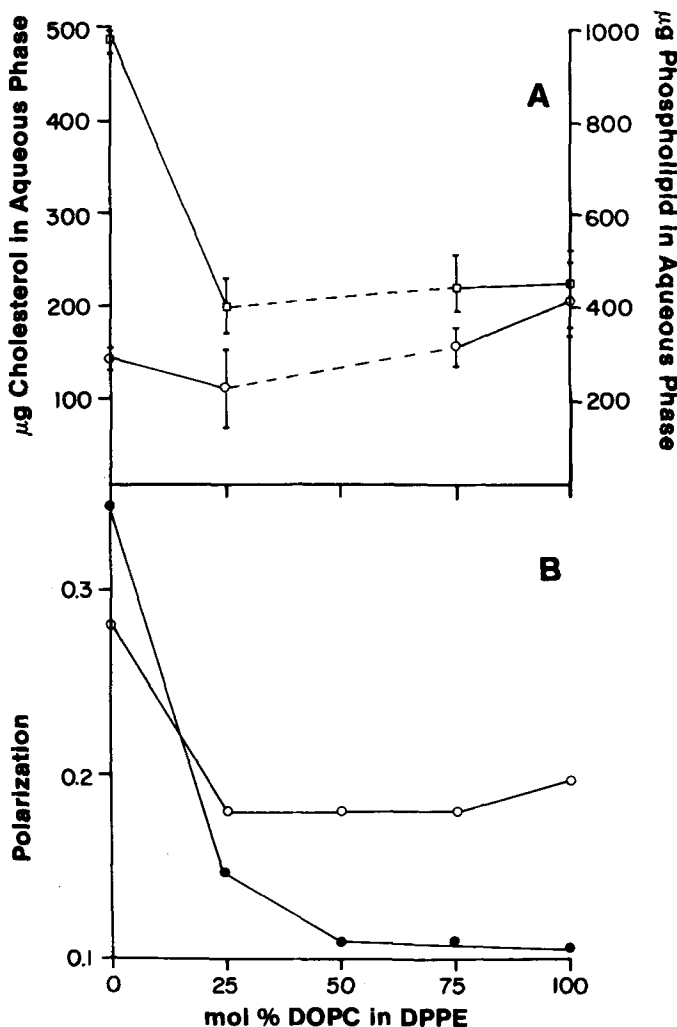 μg Cholesterol in Aqueous Phase
500
400
300
200
100
A
1000
800
600
400
200
μg Phospholipid in Aqueous Phase
B
Polarization
0.3
0.2
0.1
0 25 50 75 100
mol % DOPC in DPPE